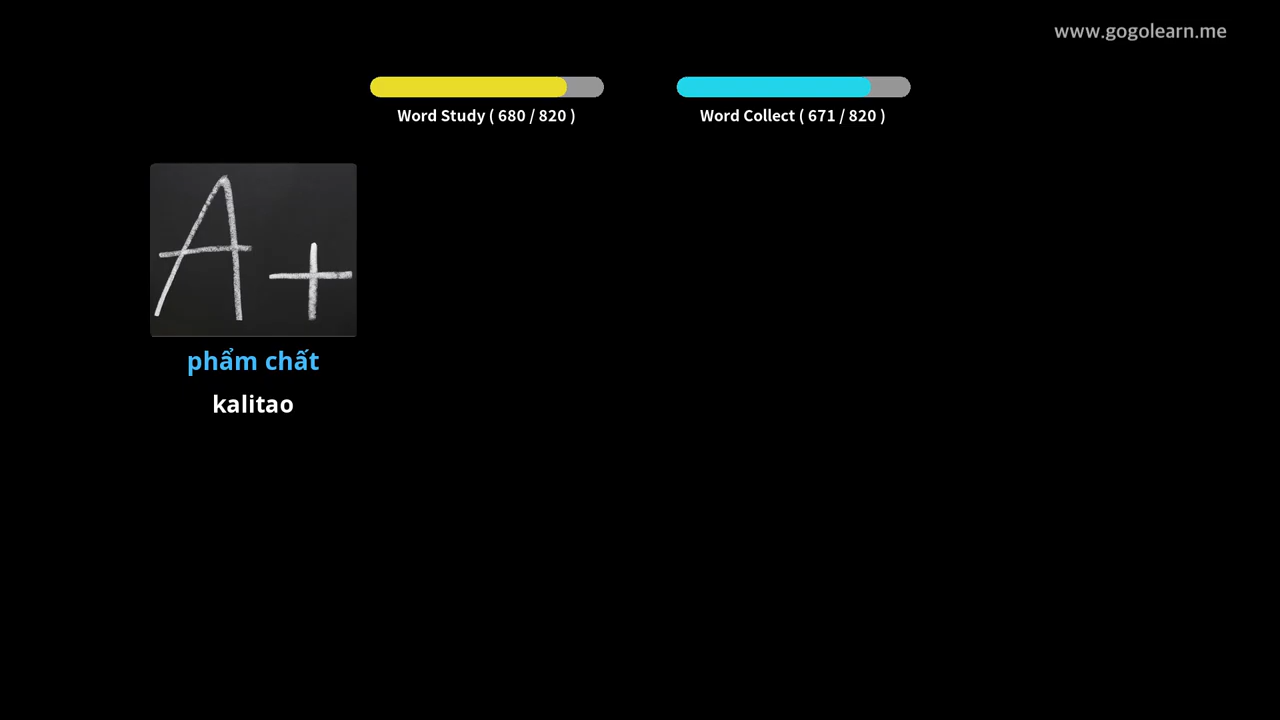 www.gogolearn.me
Word Study ( 680 / 820 )
Word Collect ( 671 / 820 )
A+
phẩm chất
kalitao